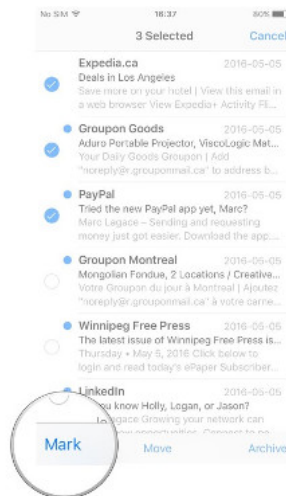 No SIM 16:37 60%
3 Selected Cancel
Expedia.ca 2016-05-05
Deals in Los Angeles
Save more on your hotel | View this email in
a web browser View Expedia+ Activity Fli...
Groupon Goods 2016-05-05
Aduro Portable Projector, ViscoLogic Mat...
Your Daily Goods Groupon | Add
"noreply@r.grouponmail.ca" to address b...
PayPal 2016-05-05
Tried the new PayPal app yet, Marc?
Marc Lagace – Sending and requesting
money just got easier. Download the app:...
Groupon Montreal 2016-05-05
Mongolian Fondue, 2 Locations / Creative...
Votre Groupon du jour à Montreal | Ajoutez
"noreply@r.grouponmail.ca" à votre carne...
Winnipeg Free Press 2016-05-05
The latest issue of Winnipeg Free Press is...
Thursday • May 5, 2016 Click below to
login and read today's ePaper Subscriber...
LinkedIn 2016-05-05
you know Holly, Logan, or Jason?
Growing your network can
Mark Move Archive